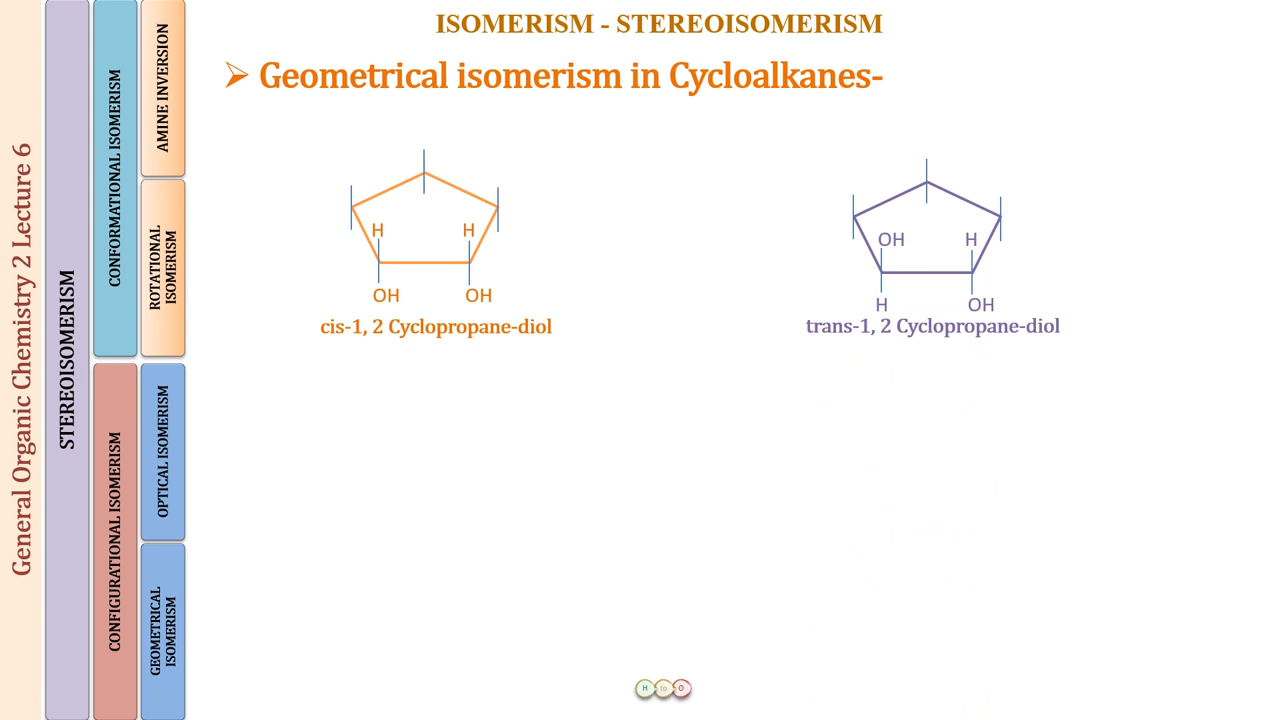 ISOMERISM - STEREOISOMERISM
➢ Geometrical isomerism in Cycloalkanes-
General Organic Chemistry 2 Lecture 6
STEREOISOMERISM
CONFORMATIONAL ISOMERISM
CONFIGURATIONAL ISOMERISM
AMINE INVERSION
ROTATIONAL
ISOMERISM
OPTICAL ISOMERISM
GEOMETRICAL
ISOMERISM
H H
OH OH
cis-1, 2 Cyclopropane-diol
OH H
H OH
trans-1, 2 Cyclopropane-diol
H to O